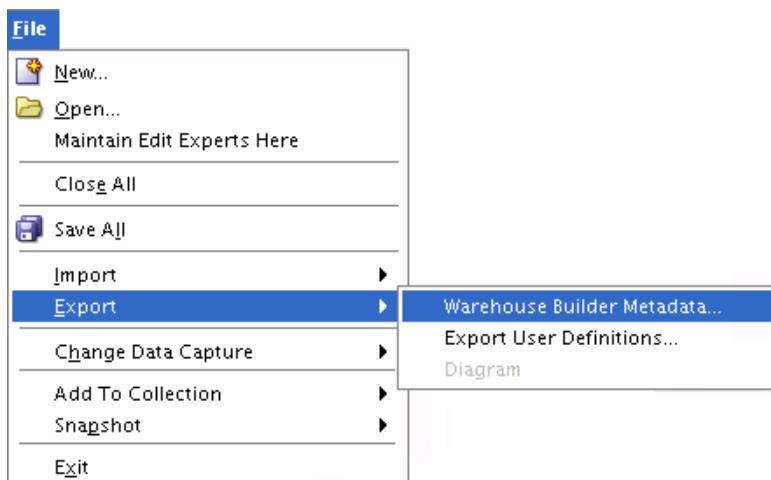 File
New...
Open...
Maintain Edit Experts Here
Close All
Save All
Import
Export
Warehouse Builder Metadata...
Export User Definitions...
Diagram
Change Data Capture
Add To Collection
Snapshot
Exit